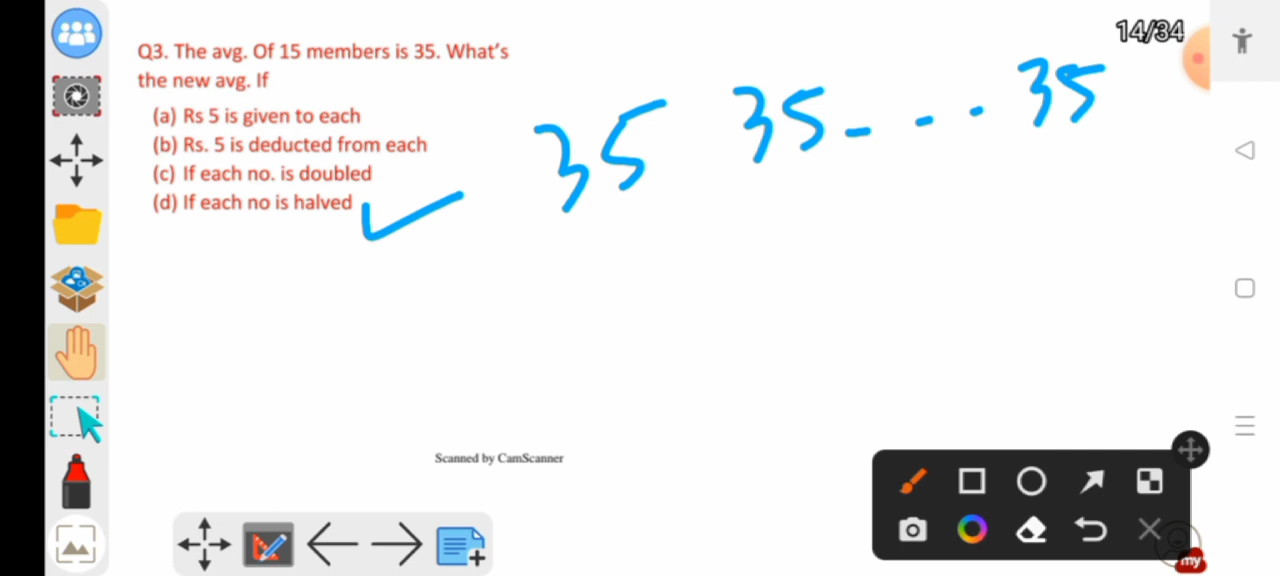 14/34
Q3. The avg. Of 15 members is 35. What's
the new avg. If
(a) Rs 5 is given to each
(b) Rs. 5 is deducted from each
(c) If each no. is doubled
(d) If each no is halved
35 35 - - - 35
Scanned by CamScanner
my